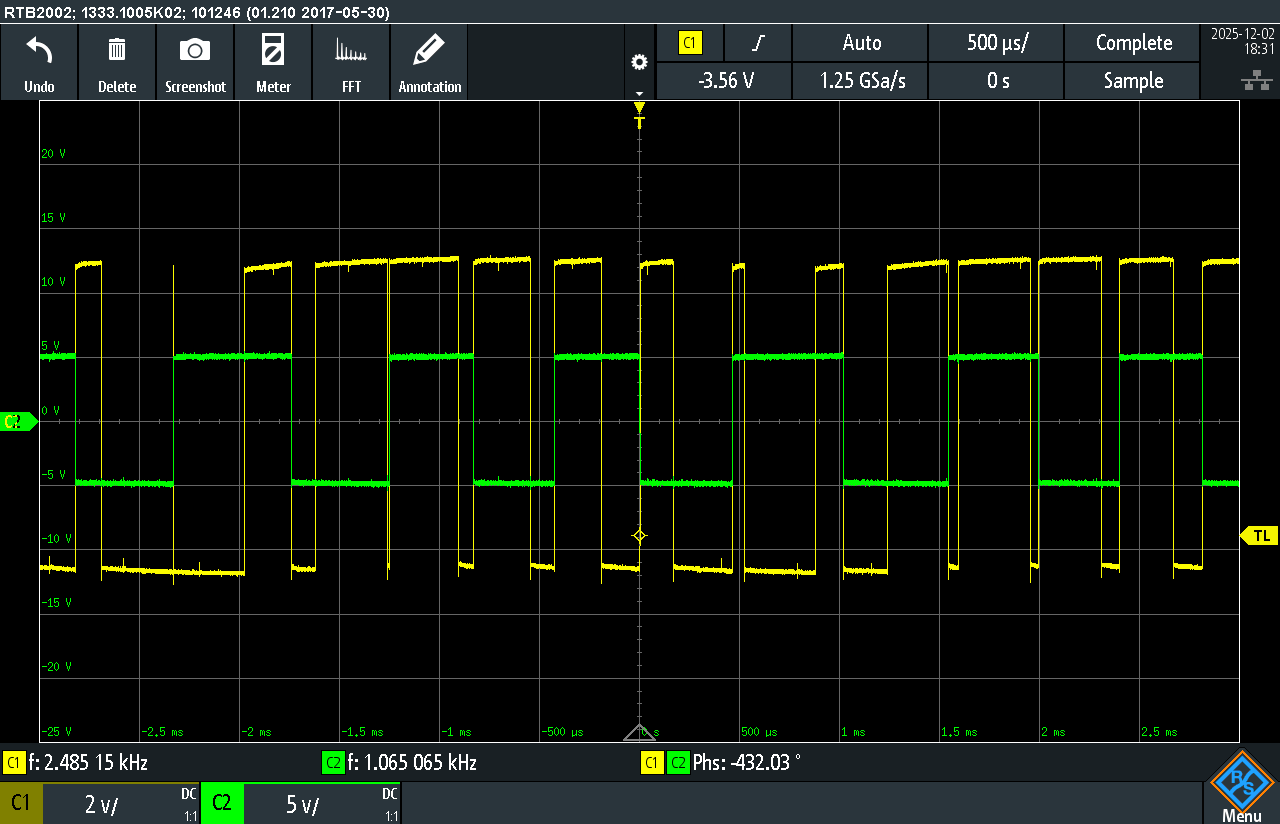 RTB2002; 1333.1005K02; 101246 (01.210 2017-05-30)
Undo
Delete
Screenshot
Meter
FFT
Annotation
C1
Auto
500 µs/
Complete
-3.56 V
1.25 GSa/s
0 s
Sample
2025-12-02
18:31
T
20 V
15 V
10 V
5 V
0 V
-5 V
-10 V
-15 V
-20 V
-25 V
C2
TL
-2.5 ms
-2 ms
-1.5 ms
-1 ms
-500 µs
0 s
500 µs
1 ms
1.5 ms
2 ms
2.5 ms
C1 f: 2.485 15 kHz
C2 f: 1.065 065 kHz
C1 C2 Phs: -432.03 °
C1 2 V/ DC 1:1
C2 5 V/ DC 1:1
R S
Menu